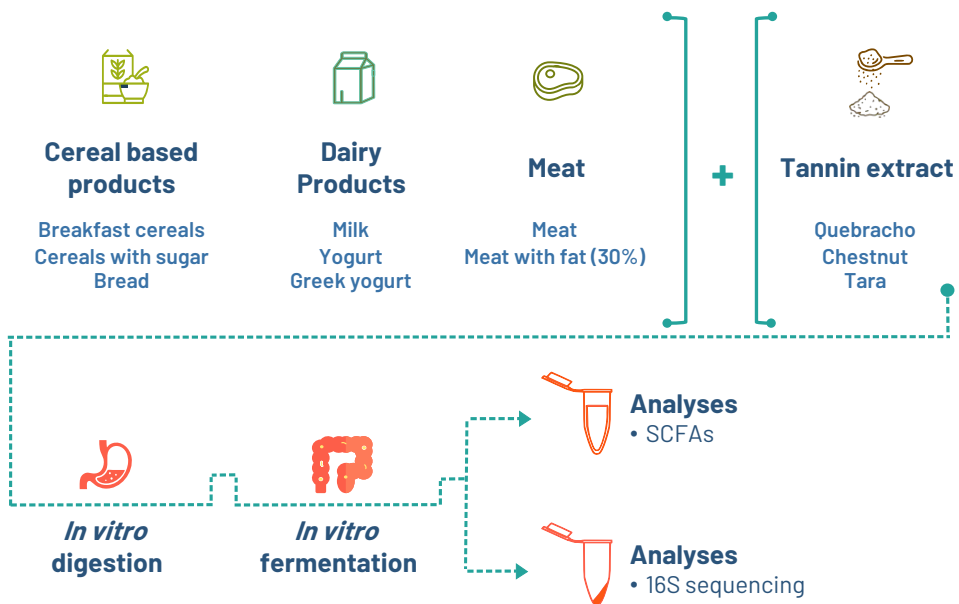 Cereal based
products
Breakfast cereals
Cereals with sugar
Bread
Dairy
Products
Milk
Yogurt
Greek yogurt
Meat
Meat
Meat with fat (30%)
+
Tannin extract
Quebracho
Chestnut
Tara
In vitro
digestion
In vitro
fermentation
Analyses
• SCFAs
Analyses
• 16S sequencing